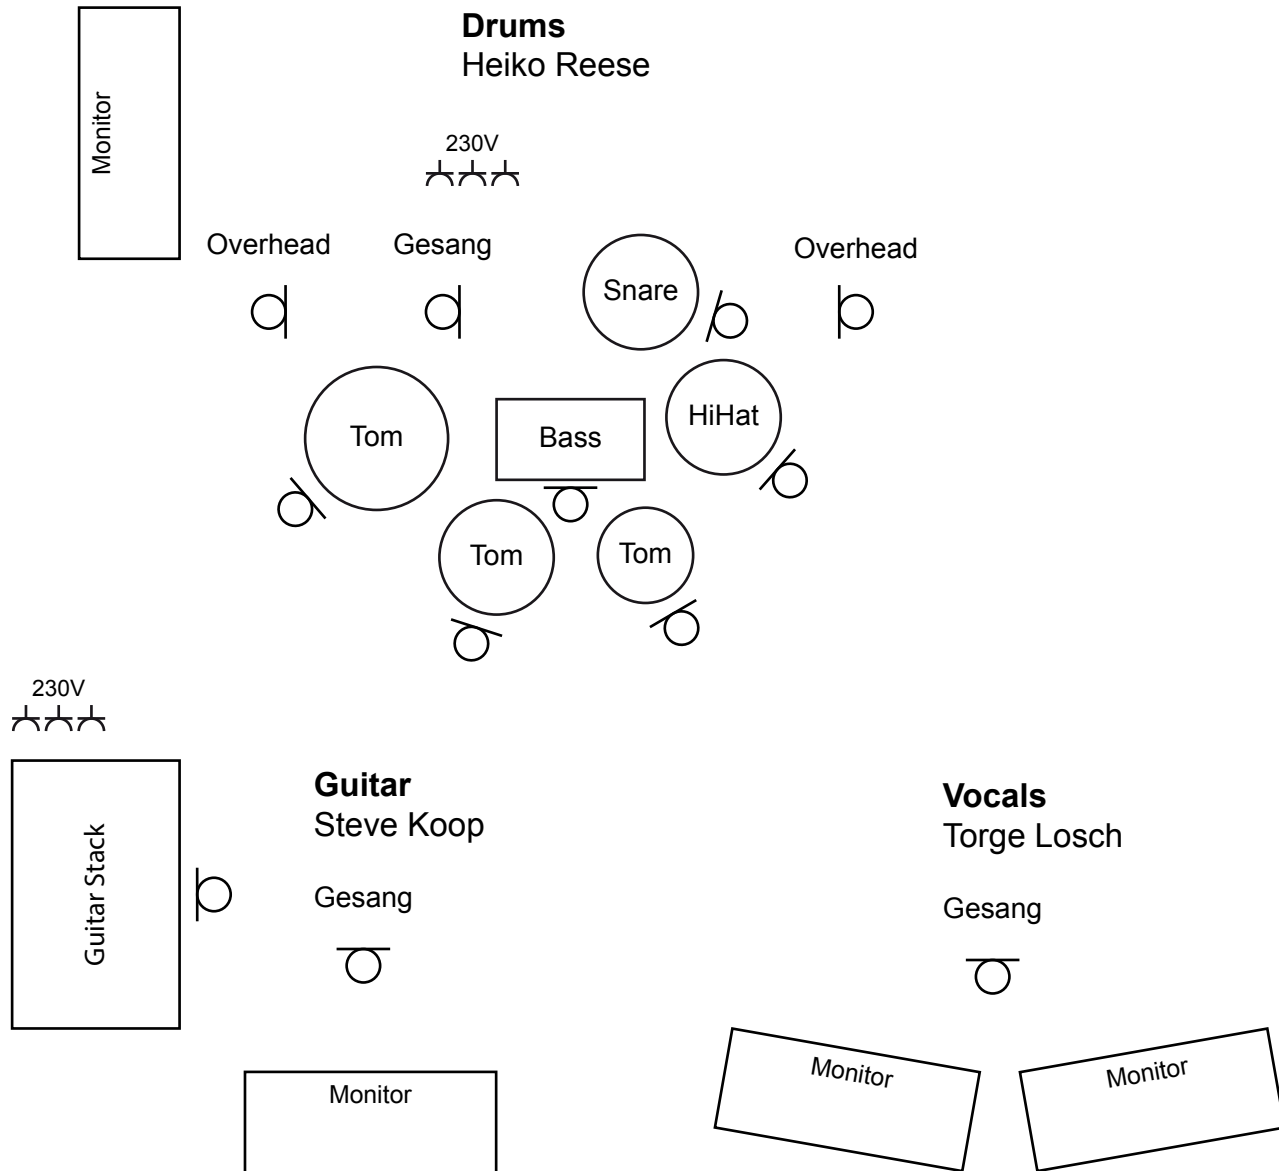 Drums
Heiko Reese
Monitor
230V
Overhead
Gesang
Overhead
Snare
HiHat
Tom
Bass
Tom
Tom
230V
Guitar
Steve Koop
Vocals
Torge Losch
Guitar Stack
Gesang
Gesang
Monitor
Monitor
Monitor